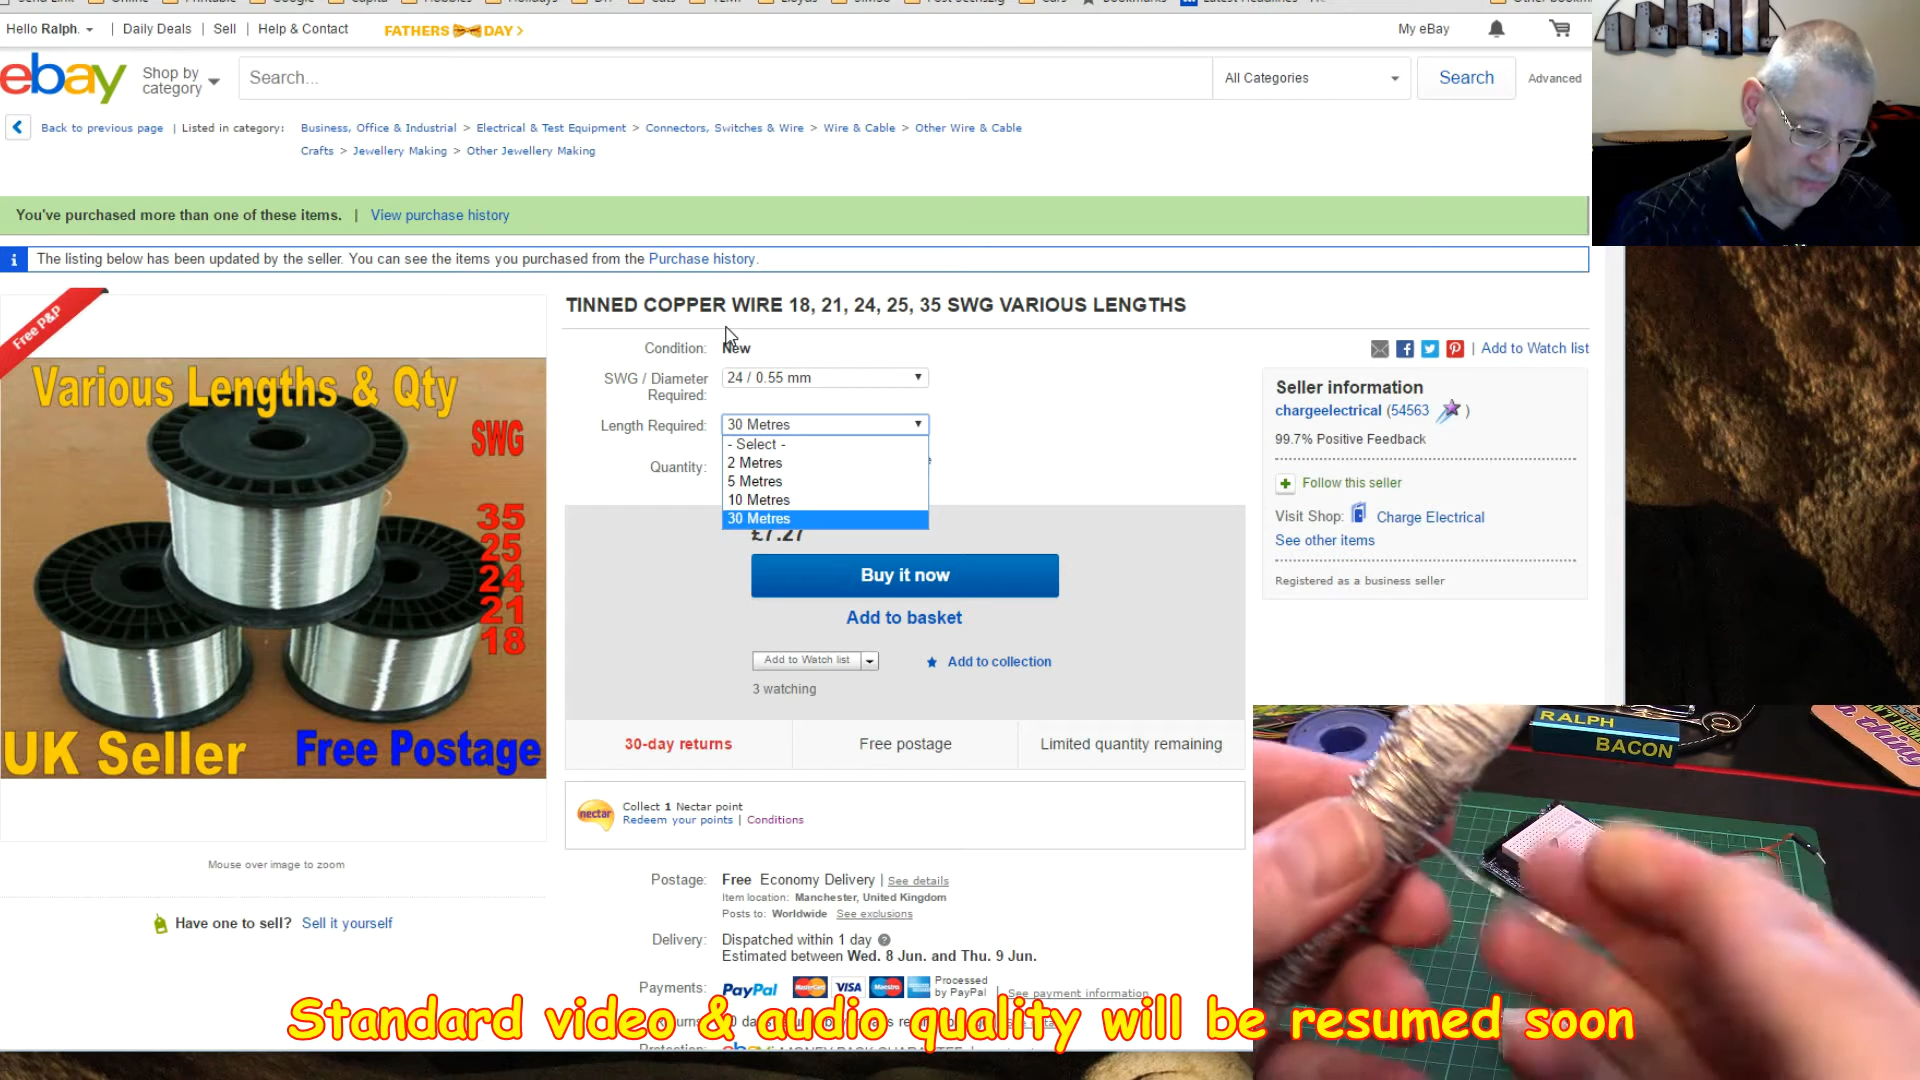 Hello Ralph.
Daily Deals
Sell
Help & Contact
FATHERS DAY >
My eBay
ebay
Shop by category
Search...
All Categories
Search
Advanced
Back to previous page | Listed in category:
Business, Office & Industrial > Electrical & Test Equipment > Connectors, Switches & Wire > Wire & Cable > Other Wire & Cable
Crafts > Jewellery Making > Other Jewellery Making
You've purchased more than one of these items. | View purchase history
The listing below has been updated by the seller. You can see the items you purchased from the Purchase history.
Free P&P
Various Lengths & Qty
SWG
35
25
24
21
18
UK Seller
Free Postage
Mouse over image to zoom
Have one to sell? Sell it yourself
TINNED COPPER WIRE 18, 21, 24, 25, 35 SWG VARIOUS LENGTHS
Condition: New
| Add to Watch list
SWG / Diameter Required: 24 / 0.55 mm
Length Required: 30 Metres
- Select -
2 Metres
5 Metres
10 Metres
30 Metres
Quantity:
£7.27
Buy it now
Add to basket
Add to Watch list
Add to collection
3 watching
30-day returns
Free postage
Limited quantity remaining
nectar
Collect 1 Nectar point
Redeem your points | Conditions
Postage: Free Economy Delivery | See details
Item location: Manchester, United Kingdom
Posts to: Worldwide See exclusions
Delivery: Dispatched within 1 day
Estimated between Wed. 8 Jun. and Thu. 9 Jun.
Payments: PayPal MasterCard VISA Maestro Processed by PayPal | See payment information
Seller information
chargeelectrical (54563 )
99.7% Positive Feedback
Follow this seller
Visit Shop: Charge Electrical
See other items
Registered as a business seller
RALPH
BACON
Standard video & audio quality will be resumed soon